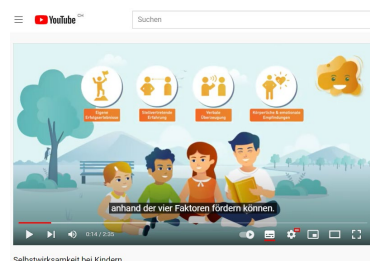 YouTube CH
Suchen
Eigene
Erfolgserlebnisse
Stellvertretende
Erfahrung
Verbale
Überzeugung
Körperliche & emotionale
Empfindungen
anhand der vier Faktoren fördern können.
0:14 / 2:35
Selbstwirksamkeit bei Kindern